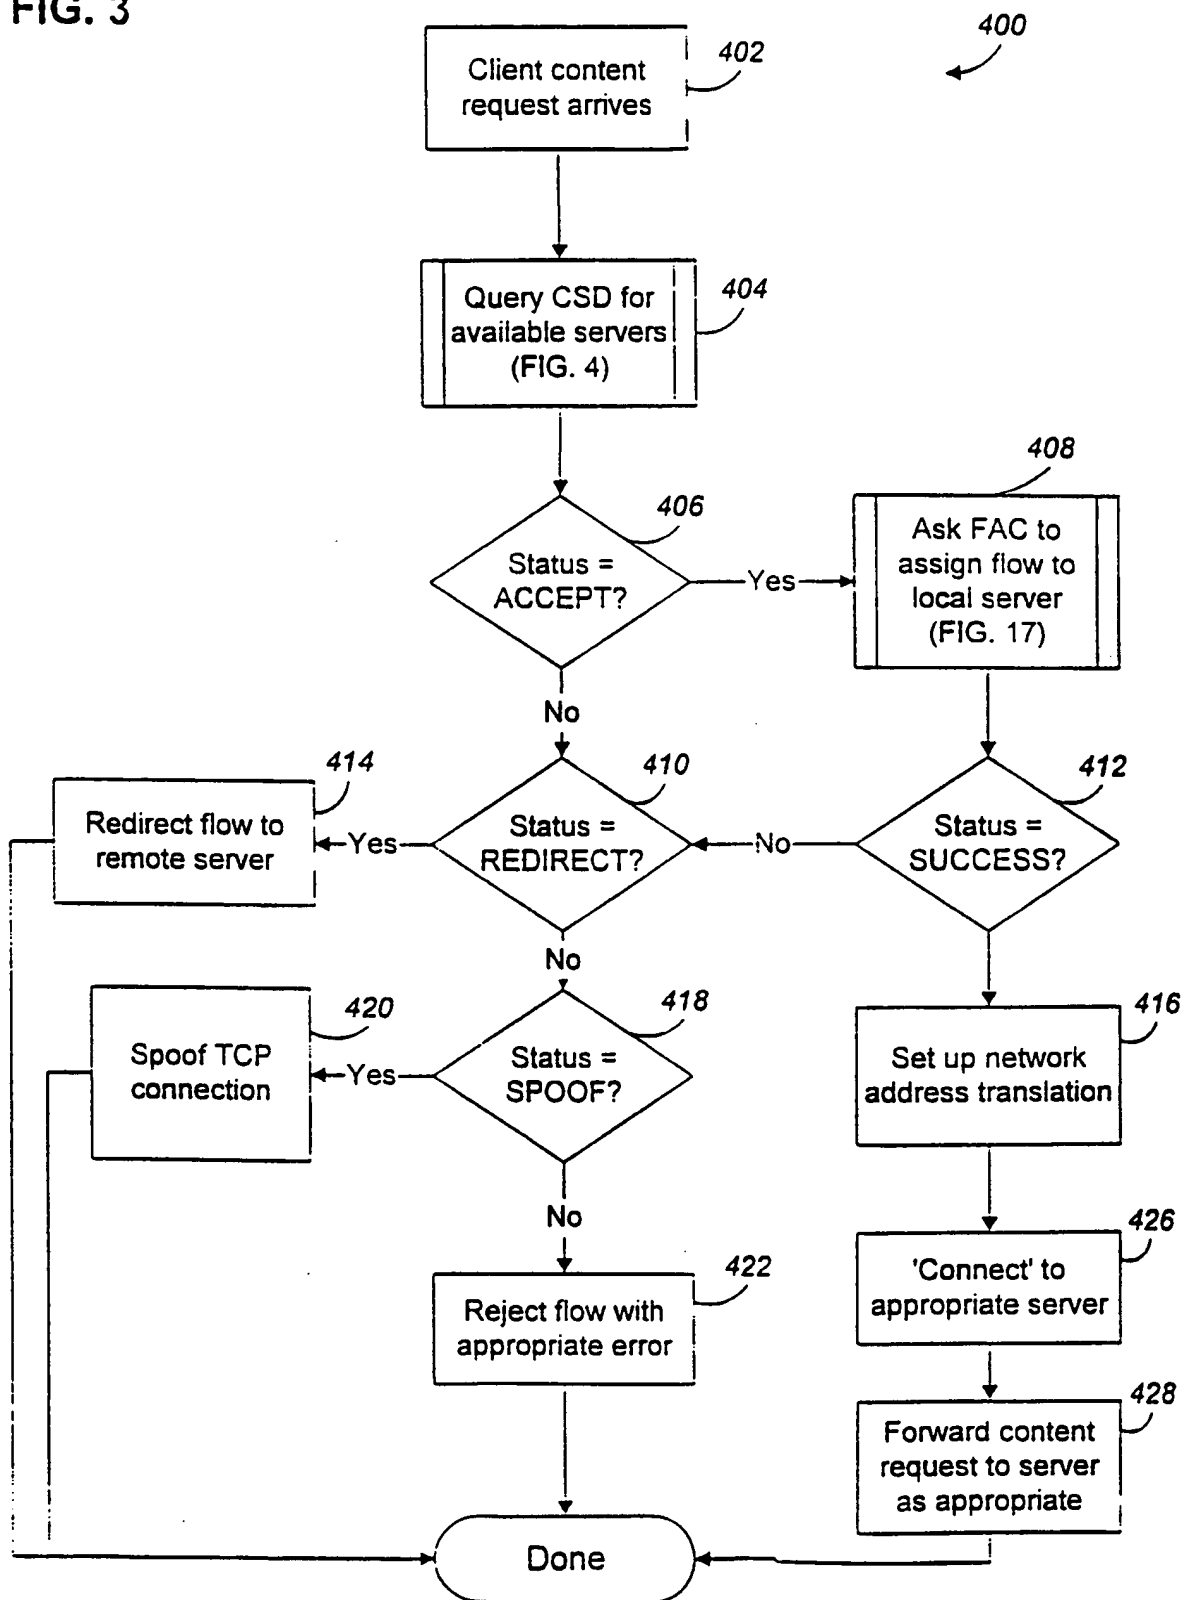 FIG. 3
400
402
Client content
request arrives
404
Query CSD for
available servers
(FIG. 4)
406
Status =
ACCEPT?
Yes
408
Ask FAC to
assign flow to
local server
(FIG. 17)
No
414
Redirect flow to
remote server
Yes
410
Status =
REDIRECT?
No
412
Status =
SUCCESS?
No
420
Spoof TCP
connection
Yes
418
Status =
SPOOF?
416
Set up network
address translation
No
422
Reject flow with
appropriate error
426
'Connect' to
appropriate server
428
Forward content
request to server
as appropriate
Done